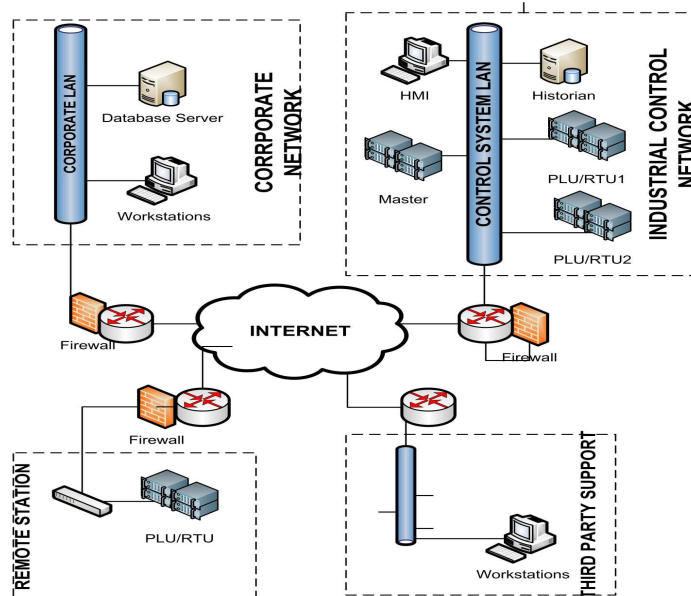 CORPORATE LAN
Database Server
Workstations
CORRPORATE
NETWORK
HMI
Historian
CONTROL SYSTEM LAN
Master
PLU/RTU1
PLU/RTU2
INDUSTRIAL CONTROL
NETWORK
Firewall
INTERNET
Firewall
Firewall
REMOTE STATION
PLU/RTU
Workstations
THIRD PARTY SUPPORT